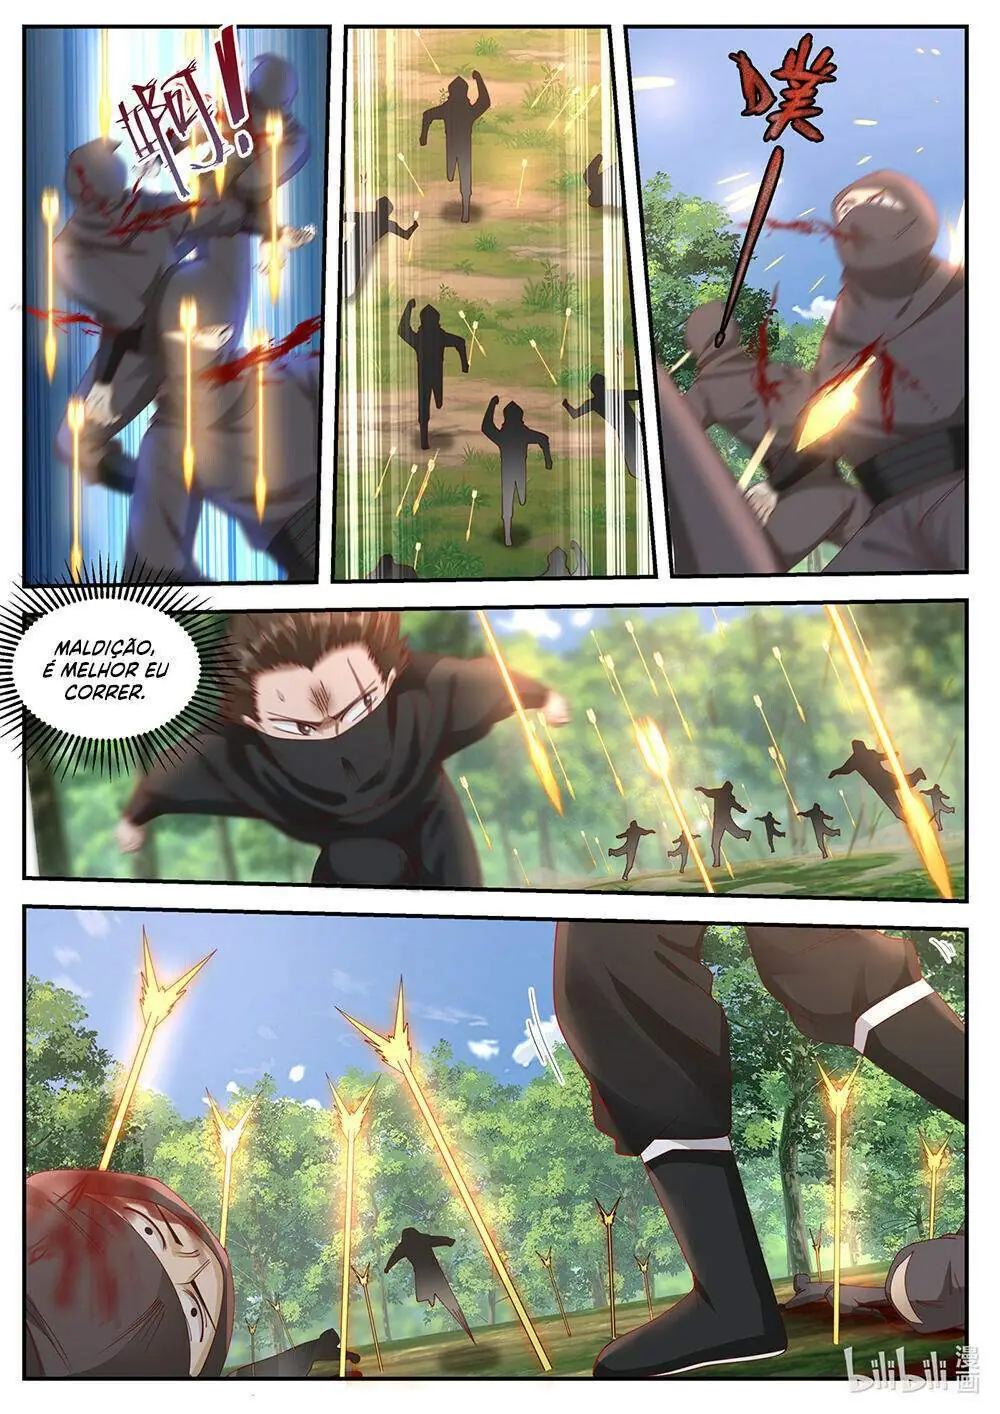 啊!
噗
MALDIÇÃO,
É MELHOR EU
CORRER.
bilibili 漫画